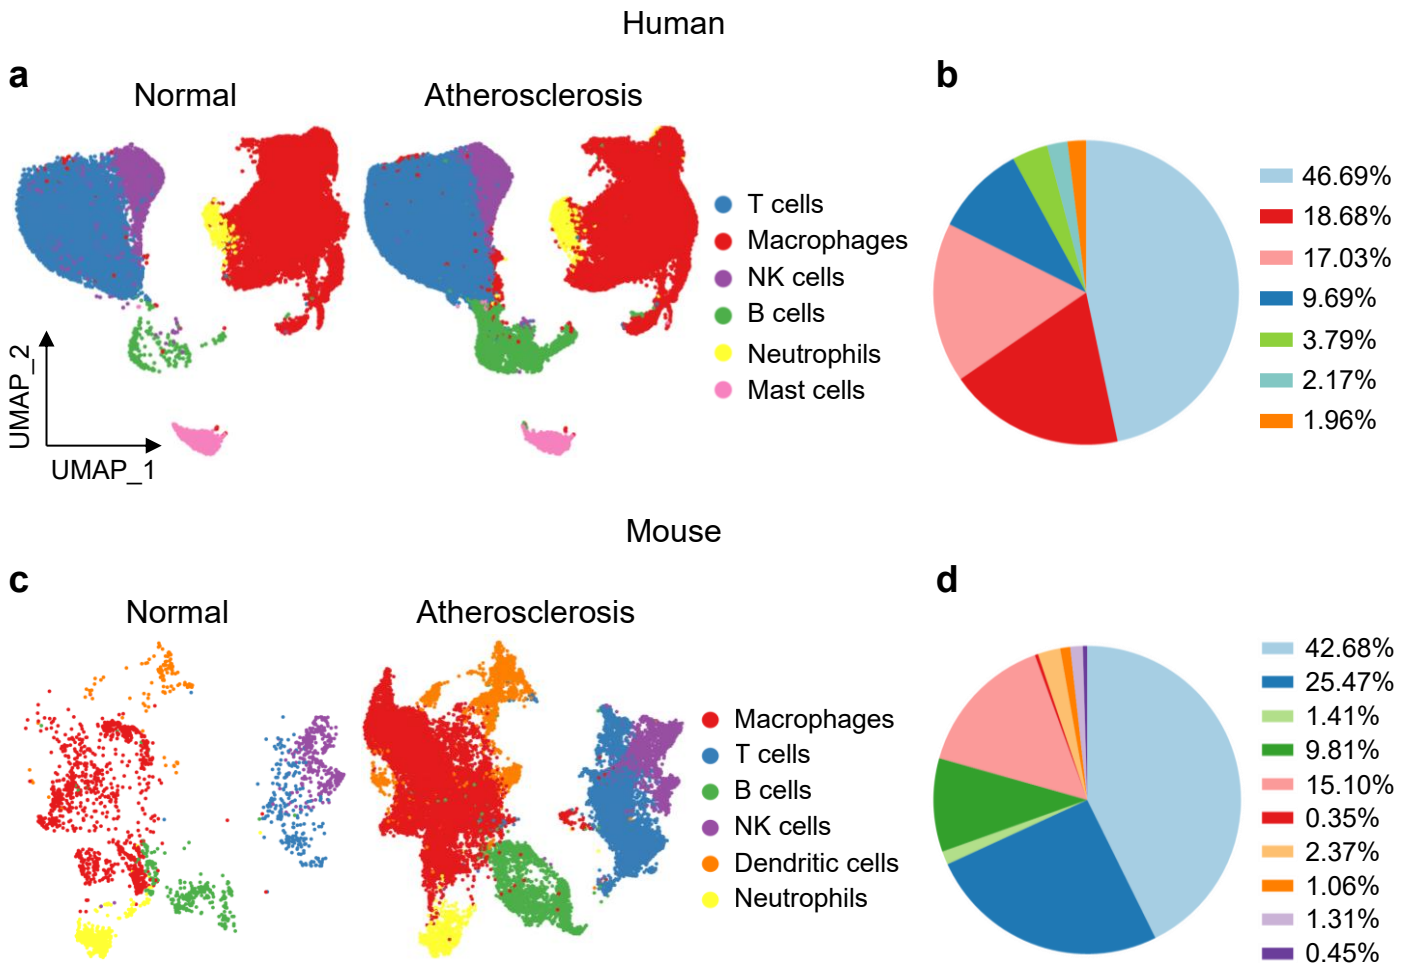 Human
a
Normal
Atherosclerosis
T cells
Macrophages
NK cells
B cells
Neutrophils
Mast cells
UMAP_2
UMAP_1
b
46.69%
18.68%
17.03%
9.69%
3.79%
2.17%
1.96%
Mouse
c
Normal
Atherosclerosis
Macrophages
T cells
B cells
NK cells
Dendritic cells
Neutrophils
d
42.68%
25.47%
1.41%
9.81%
15.10%
0.35%
2.37%
1.06%
1.31%
0.45%